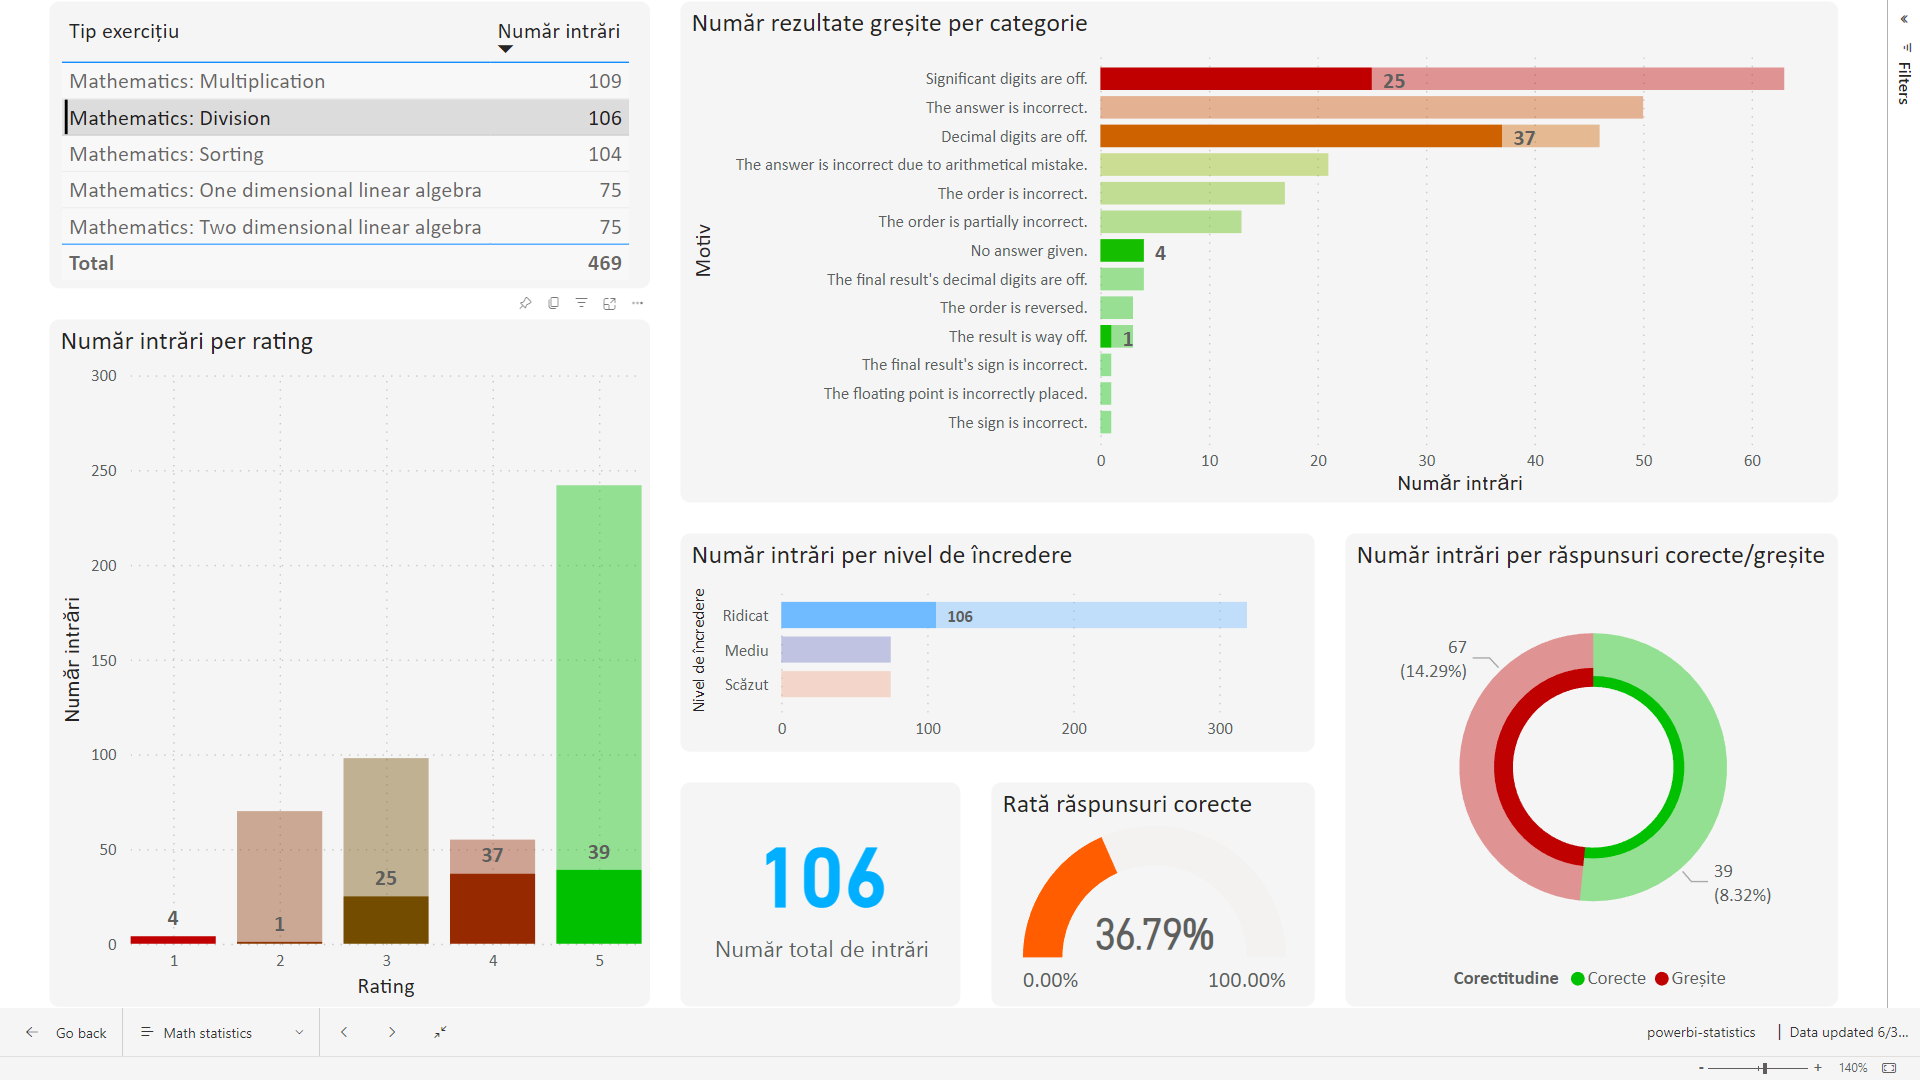 Tip exercițiu Număr intrări
Mathematics: Multiplication 109
Mathematics: Division 106
Mathematics: Sorting 104
Mathematics: One dimensional linear algebra 75
Mathematics: Two dimensional linear algebra 75
Total 469
Număr intrări per rating
300
250
200
150
100
50
0
Număr intrări
4
1
25
37
39
1 2 3 4 5
Rating
Număr rezultate greșite per categorie
Motiv
Significant digits are off. 25
The answer is incorrect.
Decimal digits are off. 37
The answer is incorrect due to arithmetical mistake.
The order is incorrect.
The order is partially incorrect.
No answer given. 4
The final result's decimal digits are off.
The order is reversed.
The result is way off. 1
The final result's sign is incorrect.
The floating point is incorrectly placed.
The sign is incorrect.
0 10 20 30 40 50 60
Număr intrări
Număr intrări per nivel de încredere
Nivel de încredere
Ridicat 106
Mediu
Scăzut
0 100 200 300
106
Număr total de intrări
Rată răspunsuri corecte
36.79%
0.00% 100.00%
Număr intrări per răspunsuri corecte/greșite
67
(14.29%)
39
(8.32%)
Corectitudine Corecte Greșite
Filters
Go back Math statistics powerbi-statistics | Data updated 6/3...
- + 140%